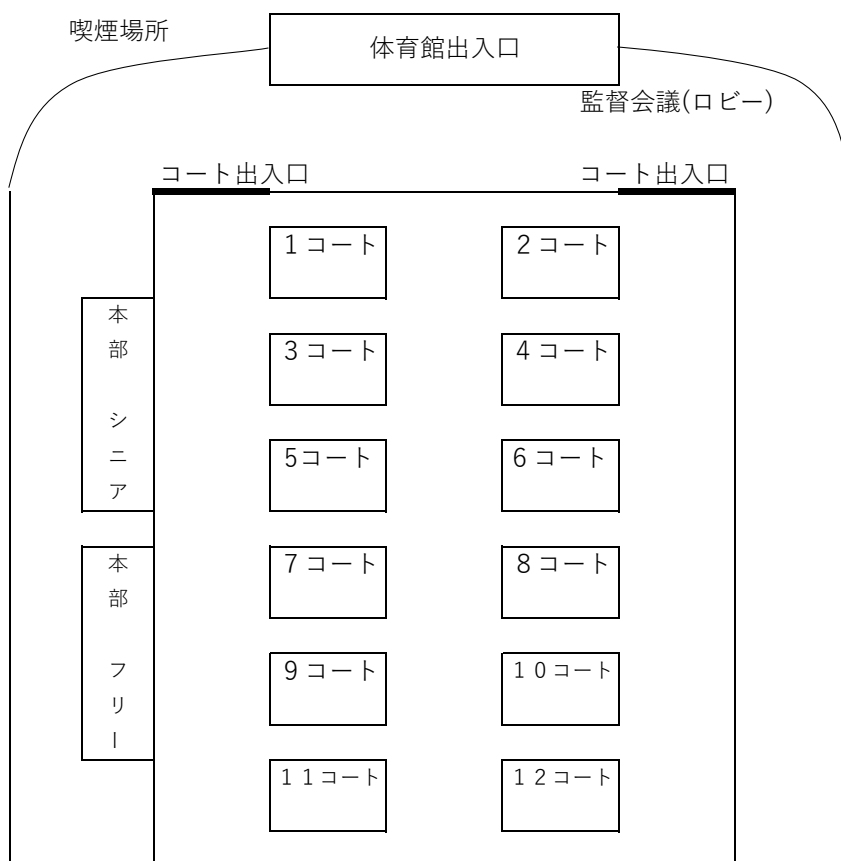 喫煙場所
体育館出入口
監督会議(ロビー)
コート出入口
コート出入口
1コート
2コート
本部 シニア
3コート
4コート
5コート
6コート
本部 フリー
7コート
8コート
9コート
10コート
11コート
12コート